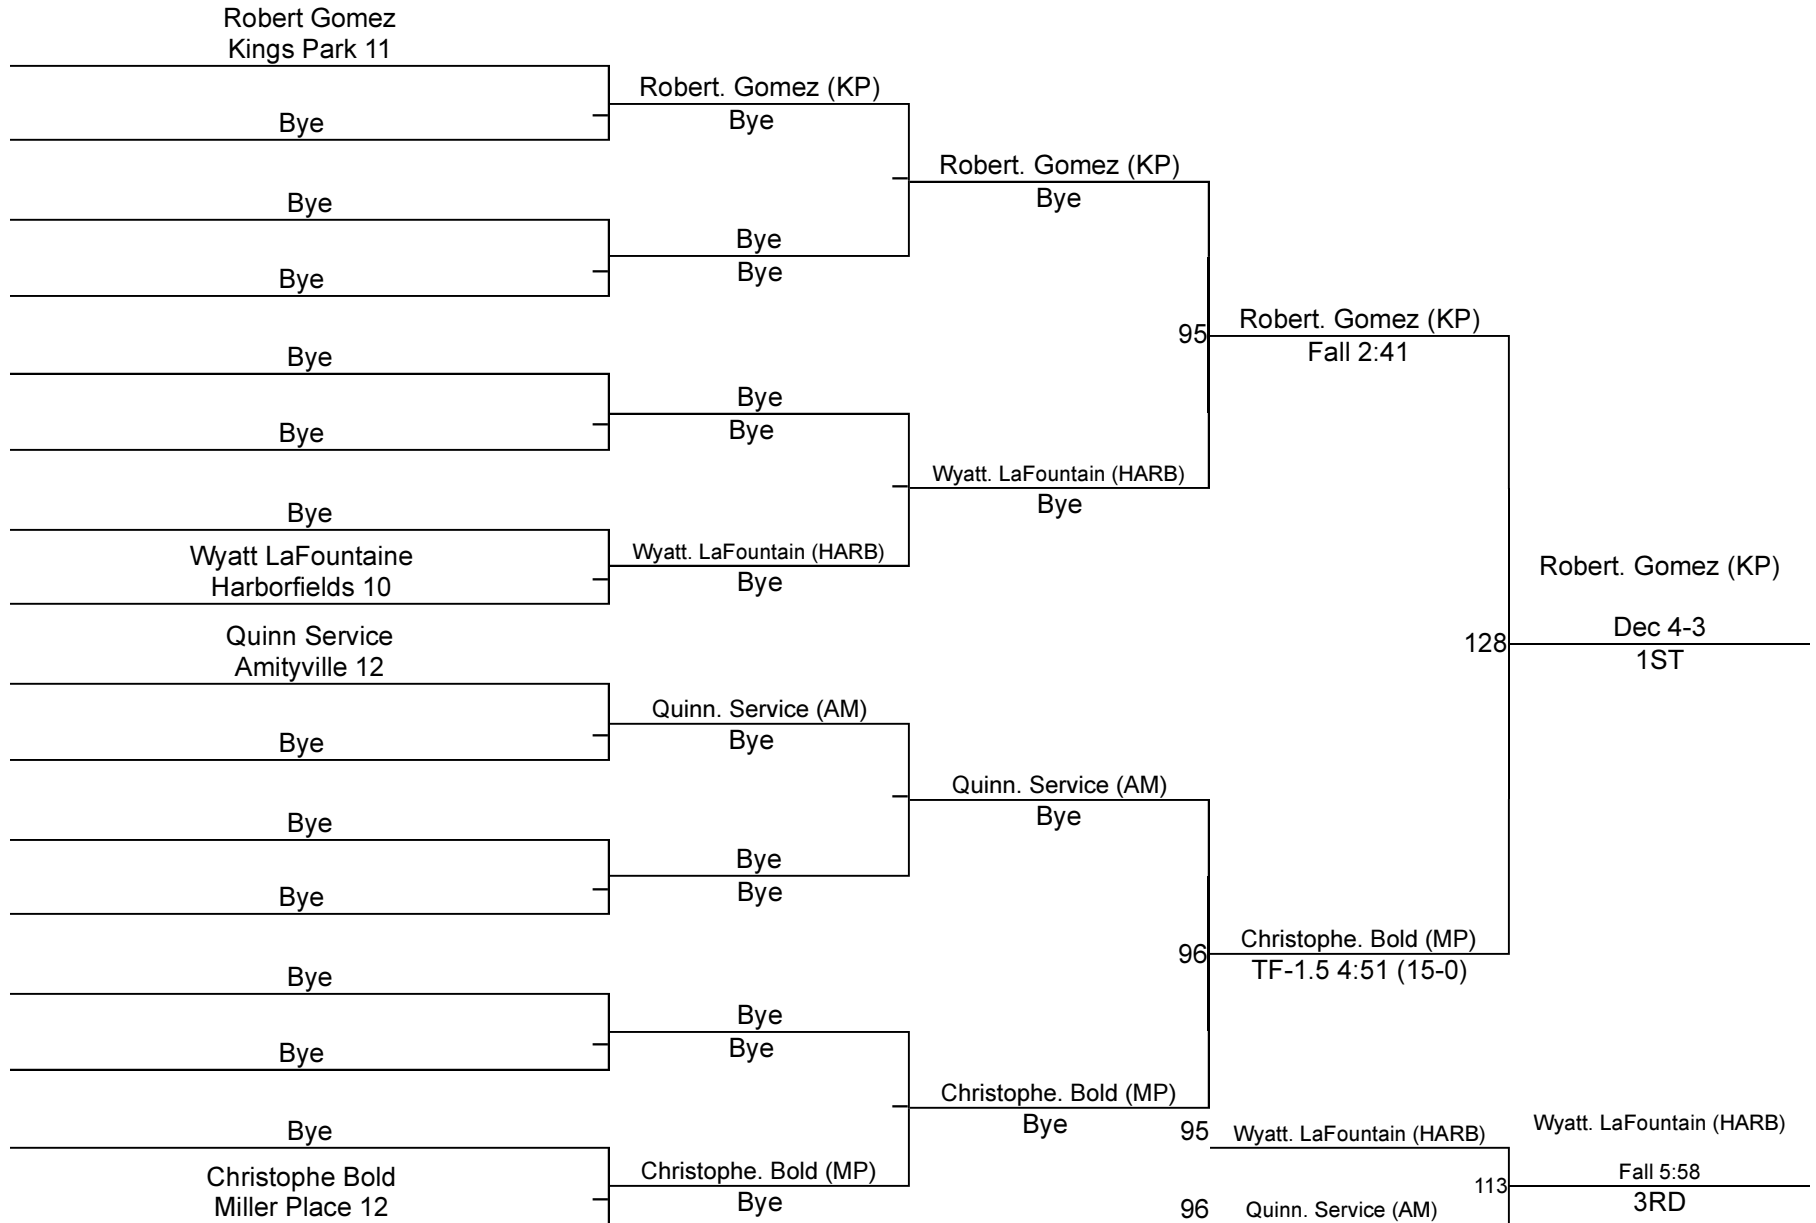 Robert Gomez
Kings Park 11
Bye
Bye
Bye
Bye
Bye
Bye
Wyatt LaFountaine
Harborfields 10
Quinn Service
Amityville 12
Bye
Bye
Bye
Bye
Bye
Bye
Christophe Bold
Miller Place 12
Robert. Gomez (KP)
Bye
Bye
Bye
Bye
Bye
Wyatt. LaFountain (HARB)
Bye
Quinn. Service (AM)
Bye
Bye
Bye
Bye
Bye
Christophe. Bold (MP)
Bye
Robert. Gomez (KP)
Bye
Wyatt. LaFountain (HARB)
Bye
Quinn. Service (AM)
Bye
Christophe. Bold (MP)
Bye
95
Robert. Gomez (KP)
Fall 2:41
96
Christophe. Bold (MP)
TF-1.5 4:51 (15-0)
128
Robert. Gomez (KP)
Dec 4-3
1ST
95
Wyatt. LaFountain (HARB)
96
Quinn. Service (AM)
113
Wyatt. LaFountain (HARB)
Fall 5:58
3RD